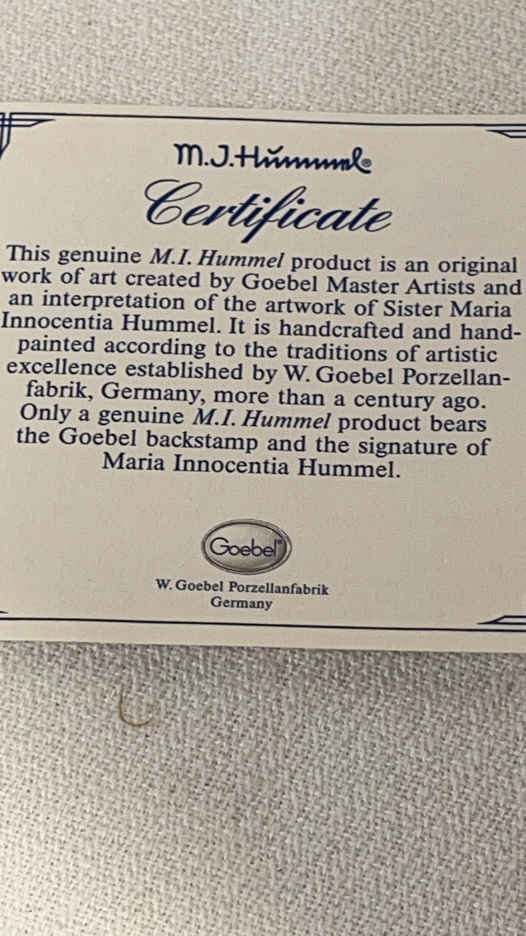 M.J.Hummel®
Certificate
This genuine M.I. Hummel product is an original
work of art created by Goebel Master Artists and
an interpretation of the artwork of Sister Maria
Innocentia Hummel. It is handcrafted and hand-
painted according to the traditions of artistic
excellence established by W. Goebel Porzellan-
fabrik, Germany, more than a century ago.
Only a genuine M.I. Hummel product bears
the Goebel backstamp and the signature of
Maria Innocentia Hummel.
Goebel®
W. Goebel Porzellanfabrik
Germany